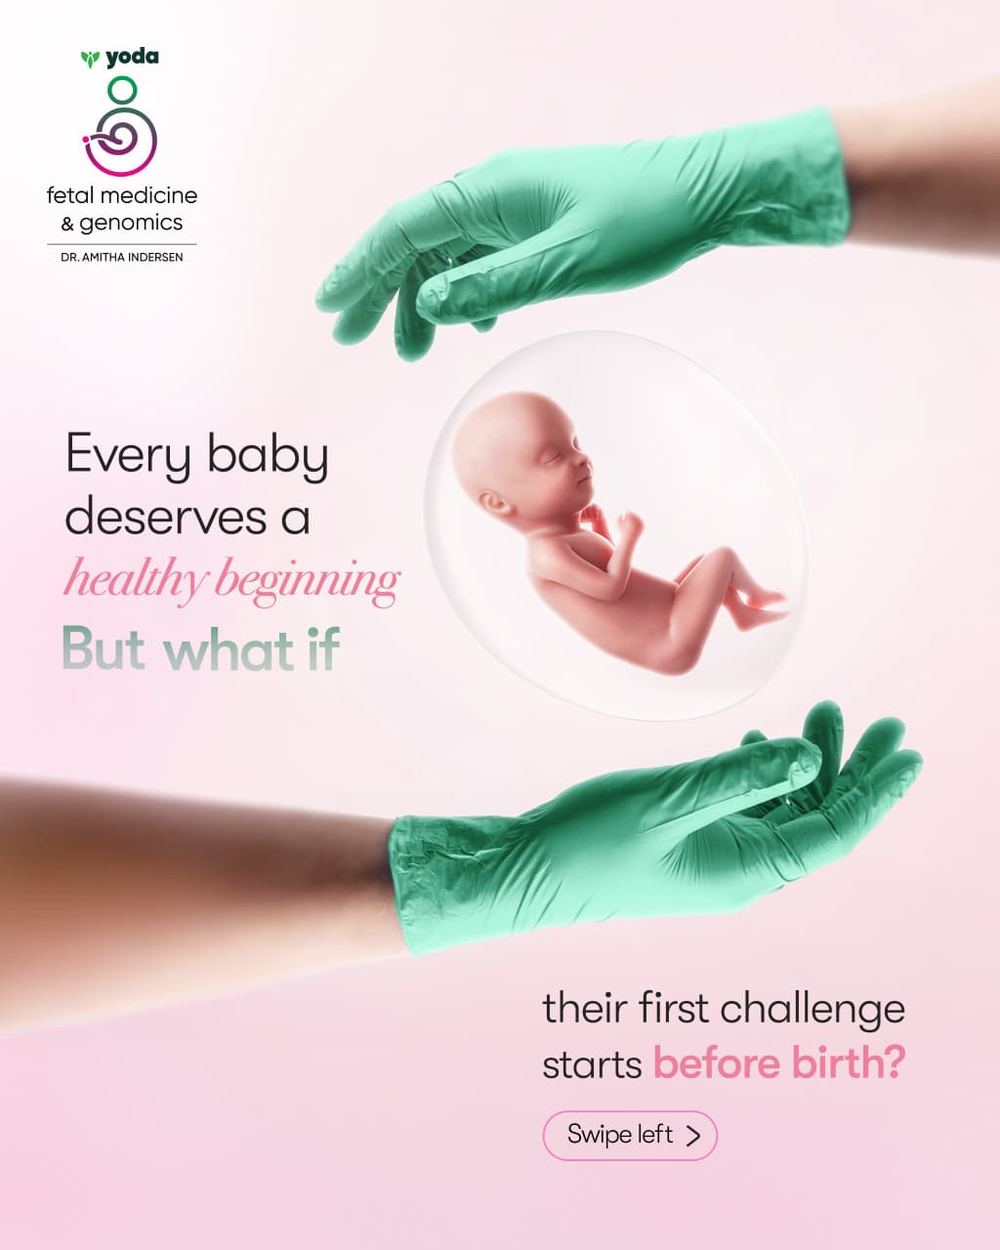 yoda
fetal medicine
& genomics
DR. AMITHA INDERSEN
Every baby
deserves a
healthy beginning
But what if
their first challenge
starts before birth?
Swipe left >